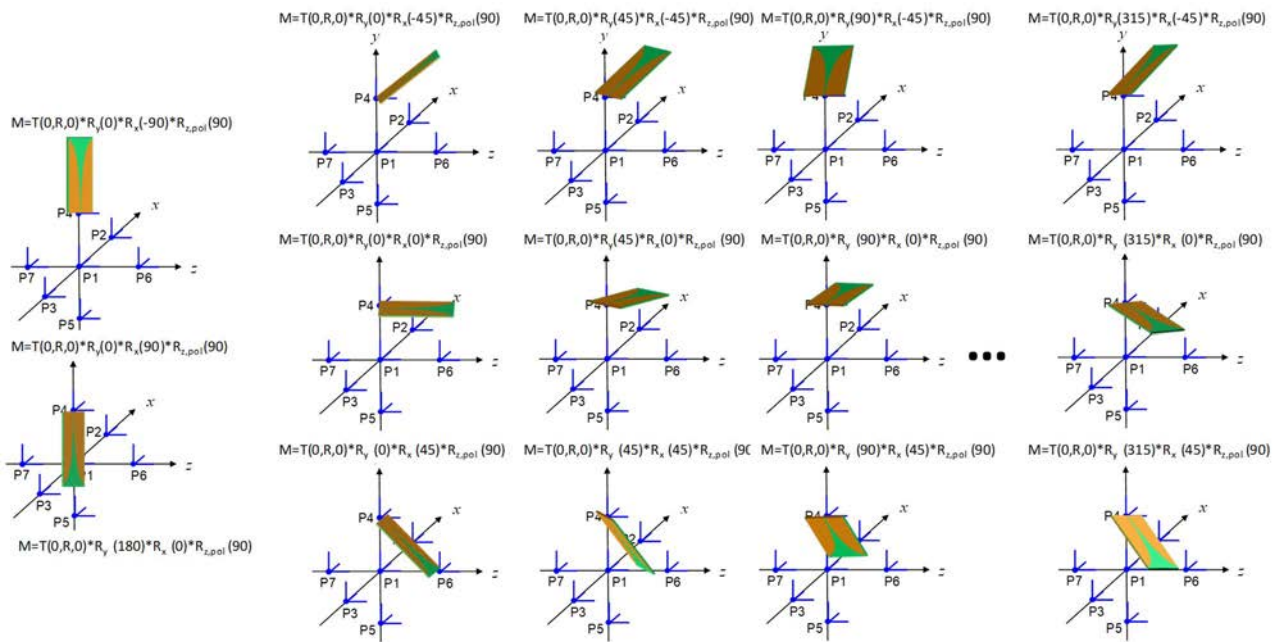 M=T(0,R,0)*Ry(0)*Rx(-45)*Rz,pol(90)
M=T(0,R,0)*Ry(45)*Rx(-45)*Rz,pol(90)
M=T(0,R,0)*Ry(90)*Rx(-45)*Rz,pol(90)
M=T(0,R,0)*Ry(315)*Rx(-45)*Rz,pol(90)
y
P4
x
P2
P7
P1
P6
z
P3
P5
y
P4
x
P2
P7
P1
P6
z
P3
P5
y
P4
x
P2
P7
P1
P6
z
P3
P5
y
P4
x
P2
P7
P1
P6
z
P3
P5
M=T(0,R,0)*Ry(0)*Rx(-90)*Rz,pol(90)
P4
x
P2
P7
P1
P6
z
P3
P5
M=T(0,R,0)*Ry(0)*Rx(0)*Rz,pol(90)
M=T(0,R,0)*Ry(45)*Rx(0)*Rz,pol (90)
M=T(0,R,0)*Ry (90)*Rx (0)*Rz,pol (90)
M=T(0,R,0)*Ry (315)*Rx (0)*Rz,pol (90)
P4
x
P2
P7
P1
P6
z
P3
P5
P4
x
P2
P7
P1
P6
z
P3
P5
P4
x
P2
P7
P1
P6
z
P3
P5
•••
P4
x
P2
P7
P1
P6
z
P3
P5
M=T(0,R,0)*Ry(0)*Rx(90)*Rz,pol(90)
P4
x
P2
P7
P1
P6
z
P3
P5
M=T(0,R,0)*Ry (180)*Rx (0)*Rz,pol (90)
M=T(0,R,0)*Ry (0)*Rx (45)*Rz,pol (90)
M=T(0,R,0)*Ry (45)*Rx (45)*Rz,pol (90)
M=T(0,R,0)*Ry (90)*Rx (45)*Rz,pol (90)
M=T(0,R,0)*Ry (315)*Rx (45)*Rz,pol (90)
P4
x
P7
P1
P6
z
P3
P5
P4
x
P2
P7
P1
P6
z
P3
P5
P4
x
P7
P1
P6
z
P3
P5
P4
x
P7
P1
P6
z
P3
P5